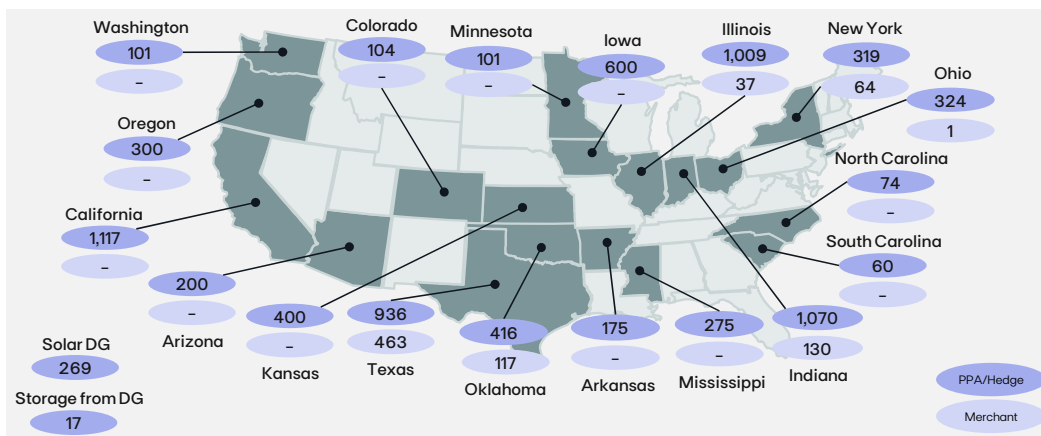 Washington
101
–
Colorado
104
–
Minnesota
101
–
Iowa
600
–
Illinois
1,009
37
New York
319
64
Ohio
324
1
Oregon
300
–
North Carolina
74
–
California
1,117
–
South Carolina
60
–
200
–
Arizona
400
–
Kansas
936
463
Texas
416
117
Oklahoma
175
–
Arkansas
275
–
Mississippi
1,070
130
Indiana
Solar DG
269
Storage from DG
17
PPA/Hedge
Merchant